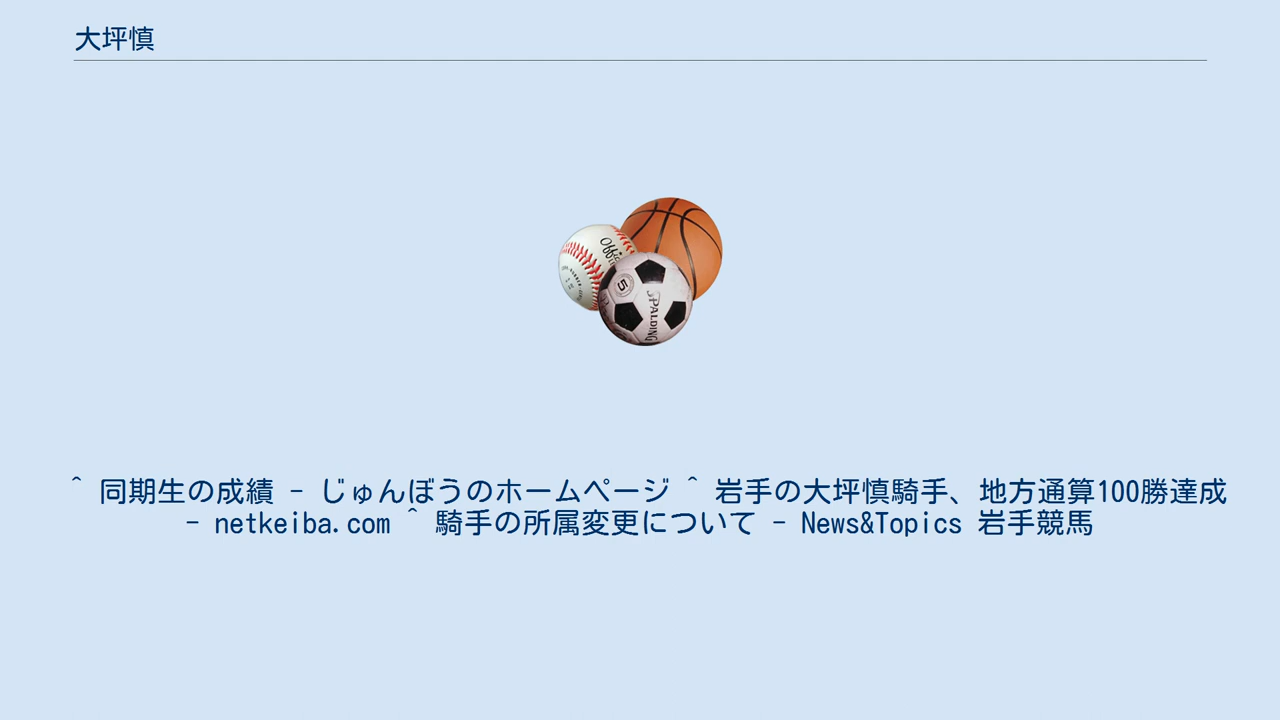 大坪慎
Offi
5
SPALDING
^ 同期生の成績 - じゅんぼうのホームページ ^ 岩手の大坪慎騎手、地方通算100勝達成
- netkeiba.com ^ 騎手の所属変更について - News&Topics 岩手競馬